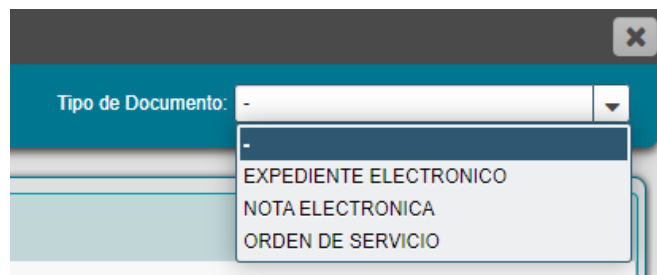 Tipo de Documento: -
-
EXPEDIENTE ELECTRONICO
NOTA ELECTRONICA
ORDEN DE SERVICIO